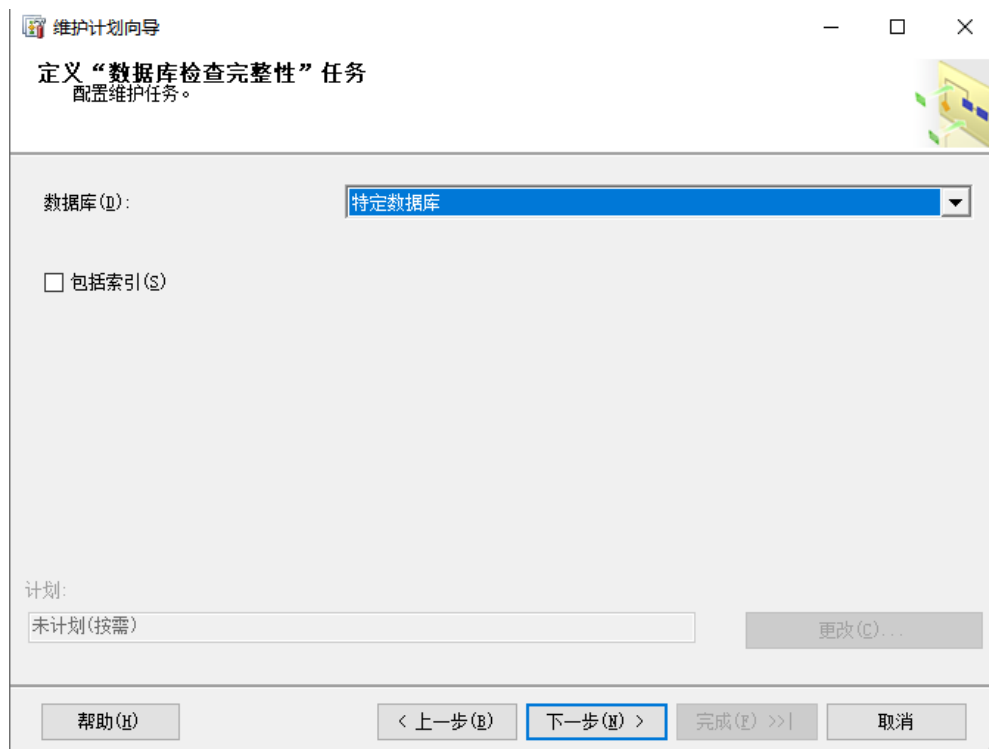 维护计划向导
定义“数据库检查完整性”任务
配置维护任务。
数据库(D):
特定数据库
包括索引(S)
计划:
未计划(按需)
更改(C)...
帮助(H)
< 上一步(B)
下一步(N) >
完成(F) >>|
取消